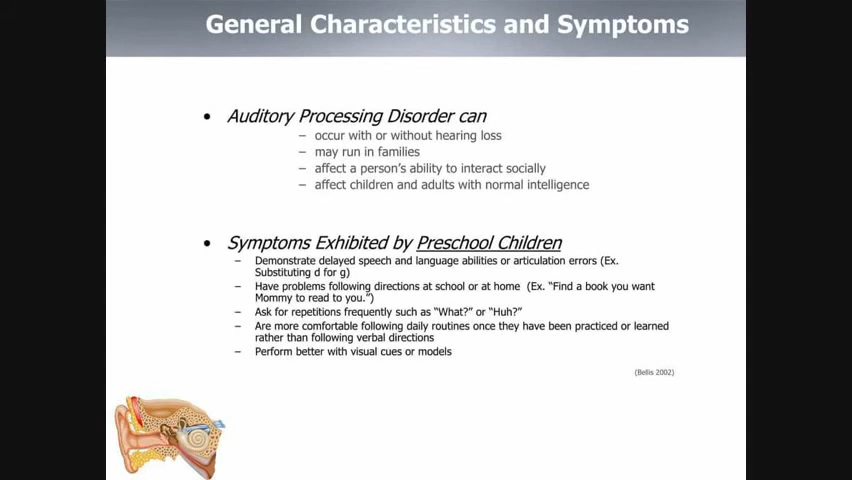 General Characteristics and Symptoms
• Auditory Processing Disorder can
– occur with or without hearing loss
– may run in families
– affect a person's ability to interact socially
– affect children and adults with normal intelligence
• Symptoms Exhibited by Preschool Children
– Demonstrate delayed speech and language abilities or articulation errors (Ex.
Substituting d for g)
– Have problems following directions at school or at home (Ex. “Find a book you want
Mommy to read to you.”)
– Ask for repetitions frequently such as “What?” or “Huh?”
– Are more comfortable following daily routines once they have been practiced or learned
rather than following verbal directions
– Perform better with visual cues or models
(Bellis 2002)